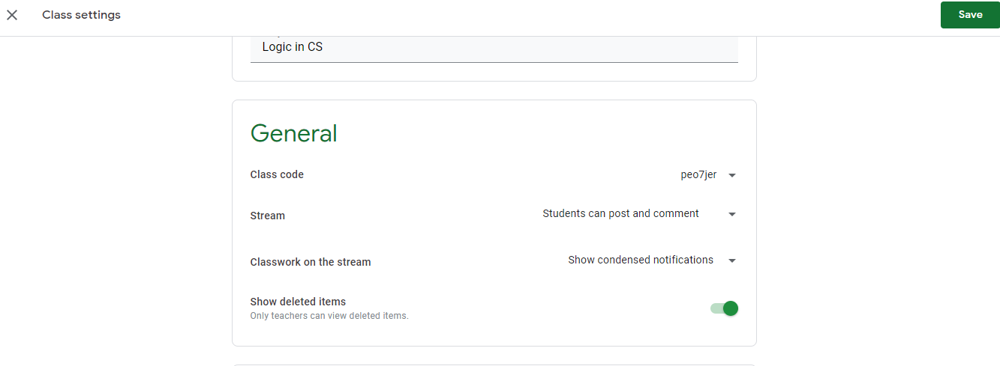 Class settings
Save
Logic in CS
General
Class code
peo7jer
Stream
Students can post and comment
Classwork on the stream
Show condensed notifications
Show deleted items
Only teachers can view deleted items.